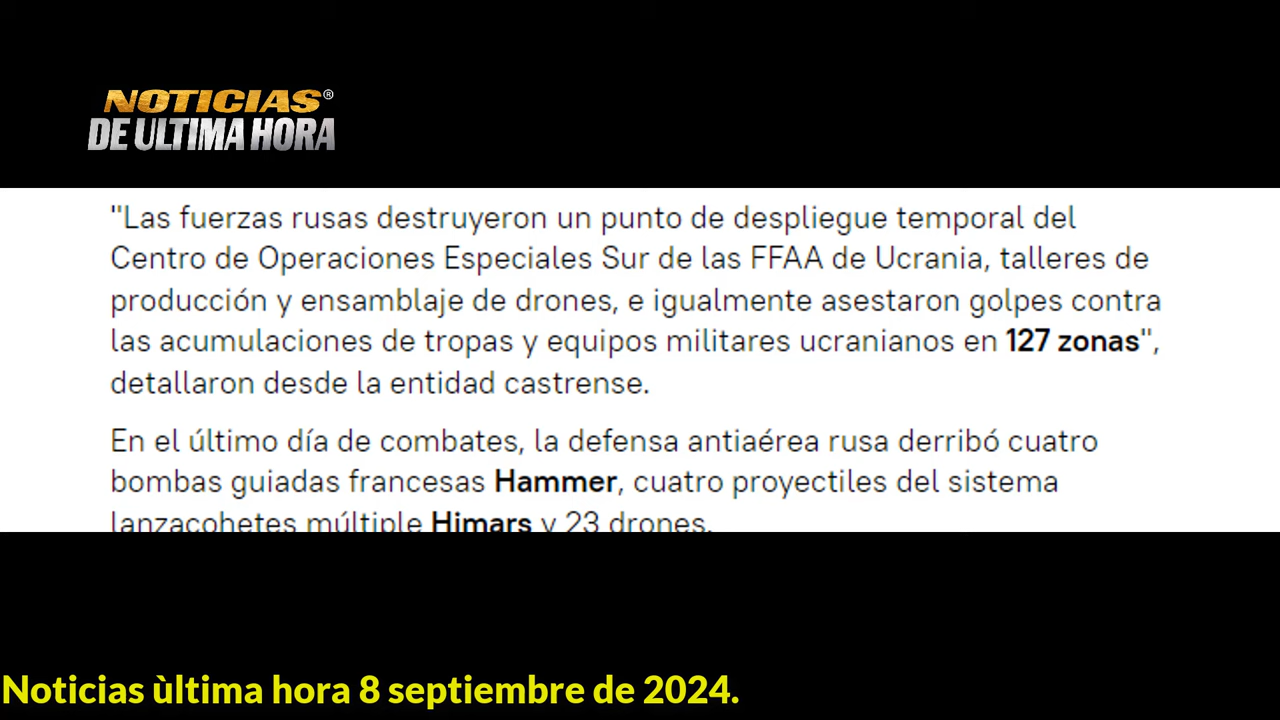 NOTICIAS®
DE ULTIMA HORA
"Las fuerzas rusas destruyeron un punto de despliegue temporal del
Centro de Operaciones Especiales Sur de las FFAA de Ucrania, talleres de
producción y ensamblaje de drones, e igualmente asestaron golpes contra
las acumulaciones de tropas y equipos militares ucranianos en 127 zonas",
detallaron desde la entidad castrense.
En el último día de combates, la defensa antiaérea rusa derribó cuatro
bombas guiadas francesas Hammer, cuatro proyectiles del sistema
lanzacohetes múltiple Himars y 23 drones.
Noticias ùltima hora 8 septiembre de 2024.